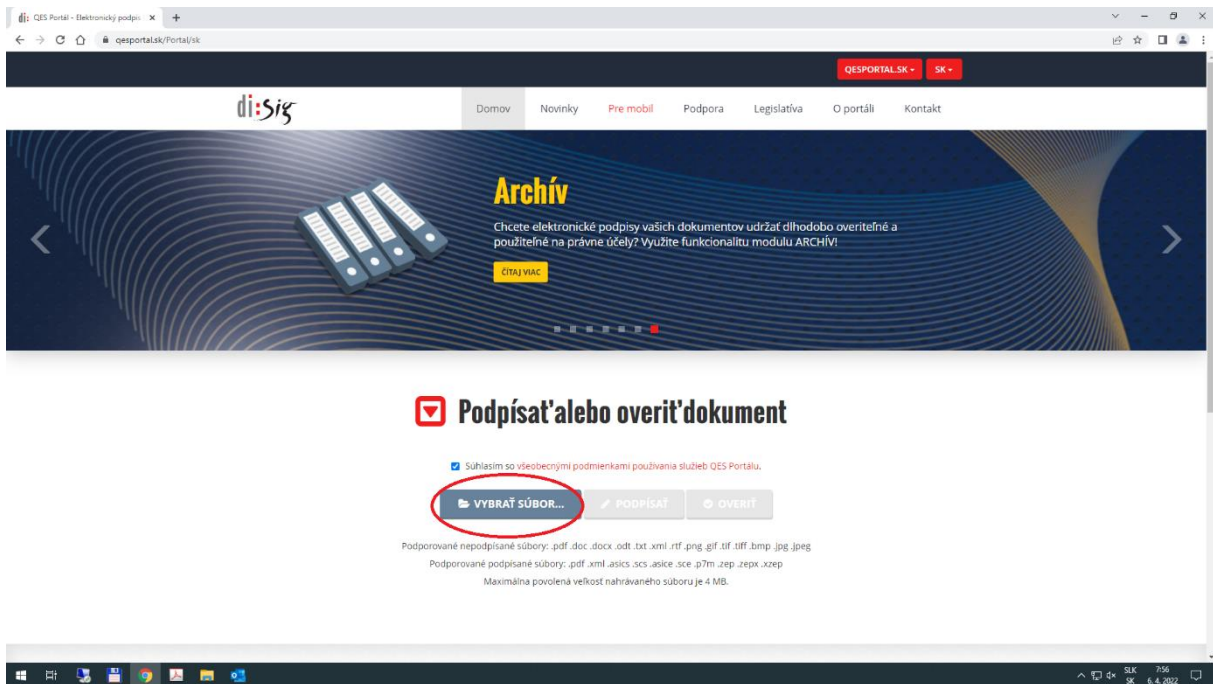 QES Portál - Elektronický podpis
qesportal.sk/Portal/sk
QESPORTAL.SK SK
di:sig
Domov Novinky Pre mobil Podpora Legislatíva O portáli Kontakt
Archív
Chcete elektronické podpisy vašich dokumentov udržať dlhodobo overiteľné a
použiteľné na právne účely? Využite funkcionalitu modulu ARCHÍV!
ČÍTAJ VIAC
Podpísať alebo overiť dokument
Súhlasím so všeobecnými podmienkami používania služieb QES Portálu.
VYBRAŤ SÚBOR... PODPÍSAŤ OVERIŤ
Podporované nepodpísané súbory: .pdf .doc .docx .odt .txt .xml .rtf .png .gif .tif .tiff .bmp .jpg .jpeg
Podporované podpísané súbory: .pdf .xml .asics .scs .asice .sce .p7m .zep .zepx .xzep
Maximálna povolená veľkosť nahrávaného súboru je 4 MB.
SLK 7:56
SK 6. 4. 2022